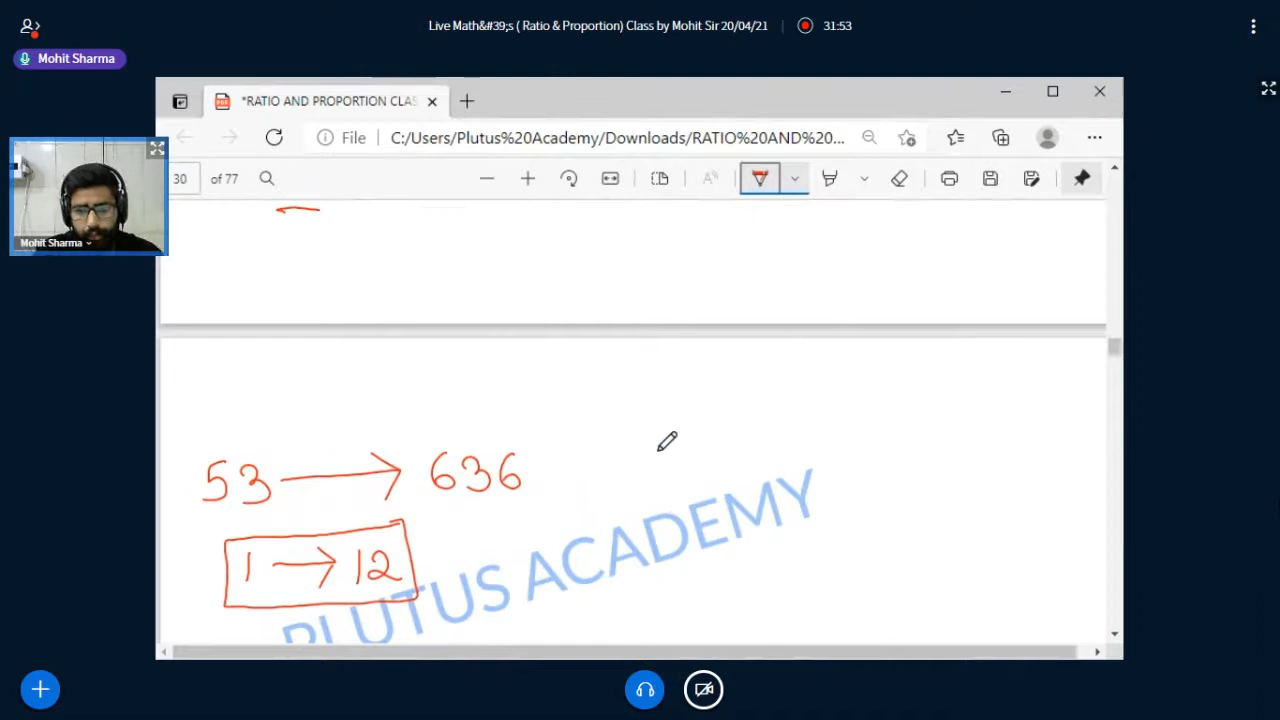 Live Math&#39;s ( Ratio & Proportion) Class by Mohit Sir 20/04/21
31:53
Mohit Sharma
*RATIO AND PROPORTION CLAS
File
C:/Users/Plutus%20Academy/Downloads/RATIO%20AND%20...
30 of 77
Mohit Sharma
53 → 636
1 → 12
PLUTUS ACADEMY